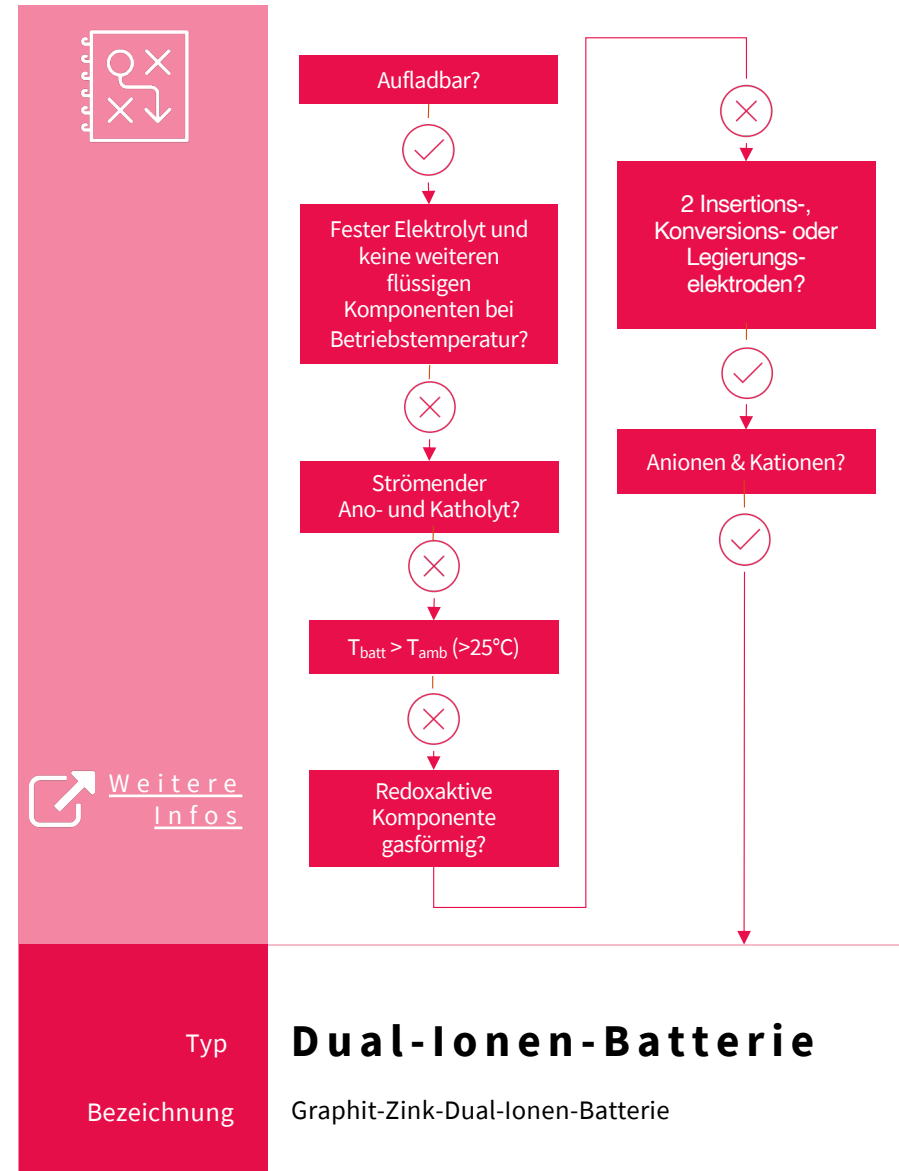 Aufladbar?
Fester Elektrolyt und
keine weiteren
flüssigen
Komponenten bei
Betriebstemperatur?
Strömender
Ano- und Katholyt?
T_batt > T_amb (>25°C)
Redoxaktive
Komponente
gasförmig?
2 Insertions-,
Konversions- oder
Legierungs-
elektroden?
Anionen & Kationen?
Weitere
Infos
Typ
Dual-Ionen-Batterie
Bezeichnung
Graphit-Zink-Dual-Ionen-Batterie